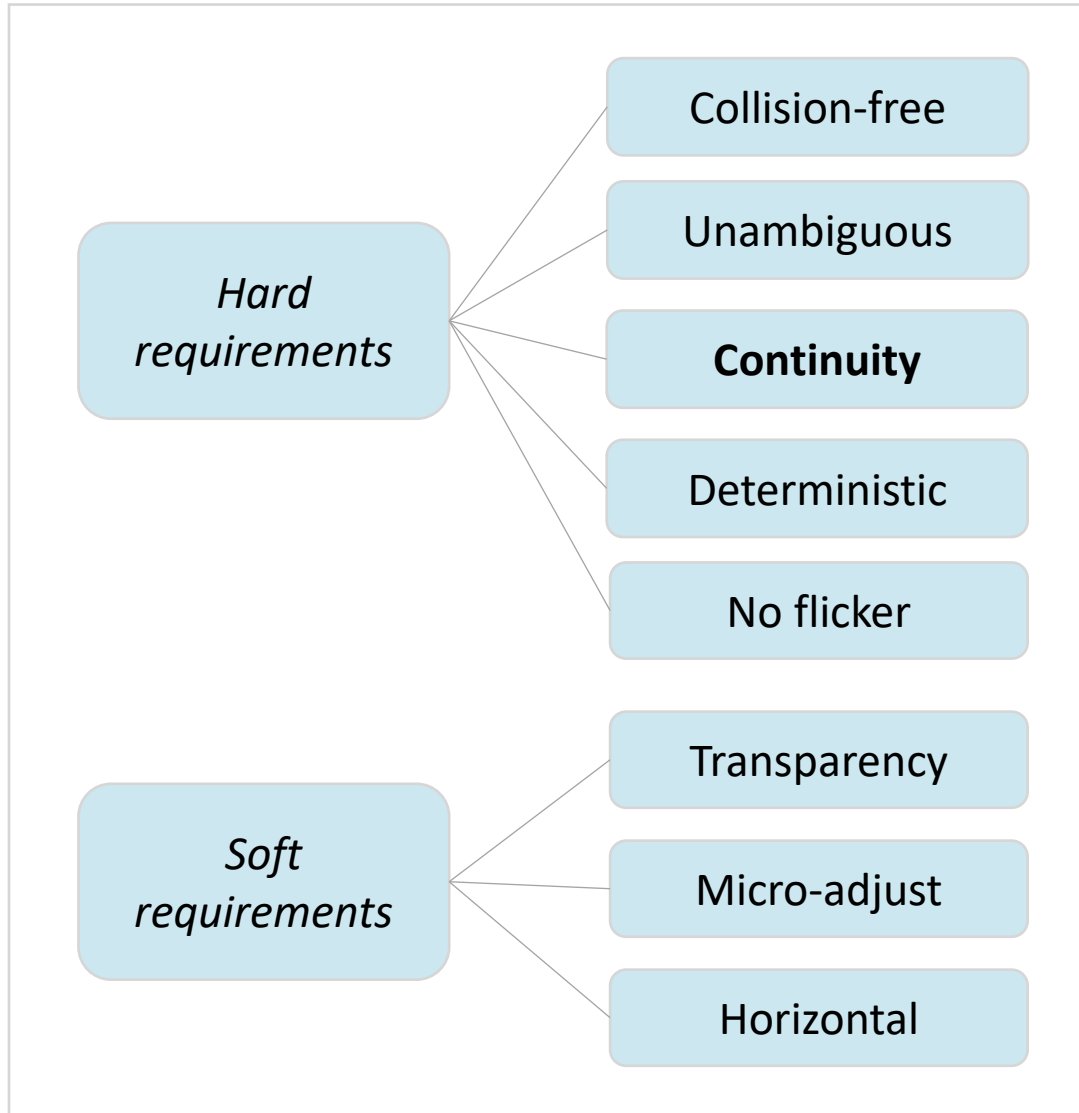 Hard
requirements
Collision-free
Unambiguous
Continuity
Deterministic
No flicker
Soft
requirements
Transparency
Micro-adjust
Horizontal